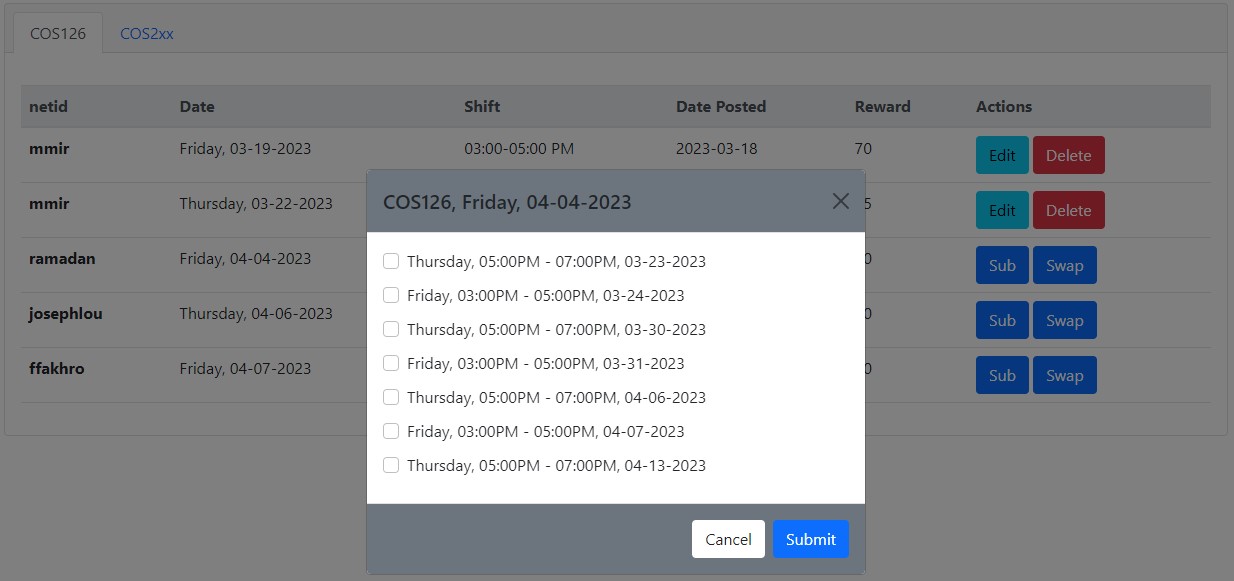 COS126 COS2xx
netid Date Shift Date Posted Reward Actions
mmir Friday, 03-19-2023 03:00-05:00 PM 2023-03-18 70 Edit Delete
mmir Thursday, 03-22-2023 5 Edit Delete
ramadan Friday, 04-04-2023 0 Sub Swap
josephlou Thursday, 04-06-2023 0 Sub Swap
ffakhro Friday, 04-07-2023 0 Sub Swap
COS126, Friday, 04-04-2023
Thursday, 05:00PM - 07:00PM, 03-23-2023
Friday, 03:00PM - 05:00PM, 03-24-2023
Thursday, 05:00PM - 07:00PM, 03-30-2023
Friday, 03:00PM - 05:00PM, 03-31-2023
Thursday, 05:00PM - 07:00PM, 04-06-2023
Friday, 03:00PM - 05:00PM, 04-07-2023
Thursday, 05:00PM - 07:00PM, 04-13-2023
Cancel Submit